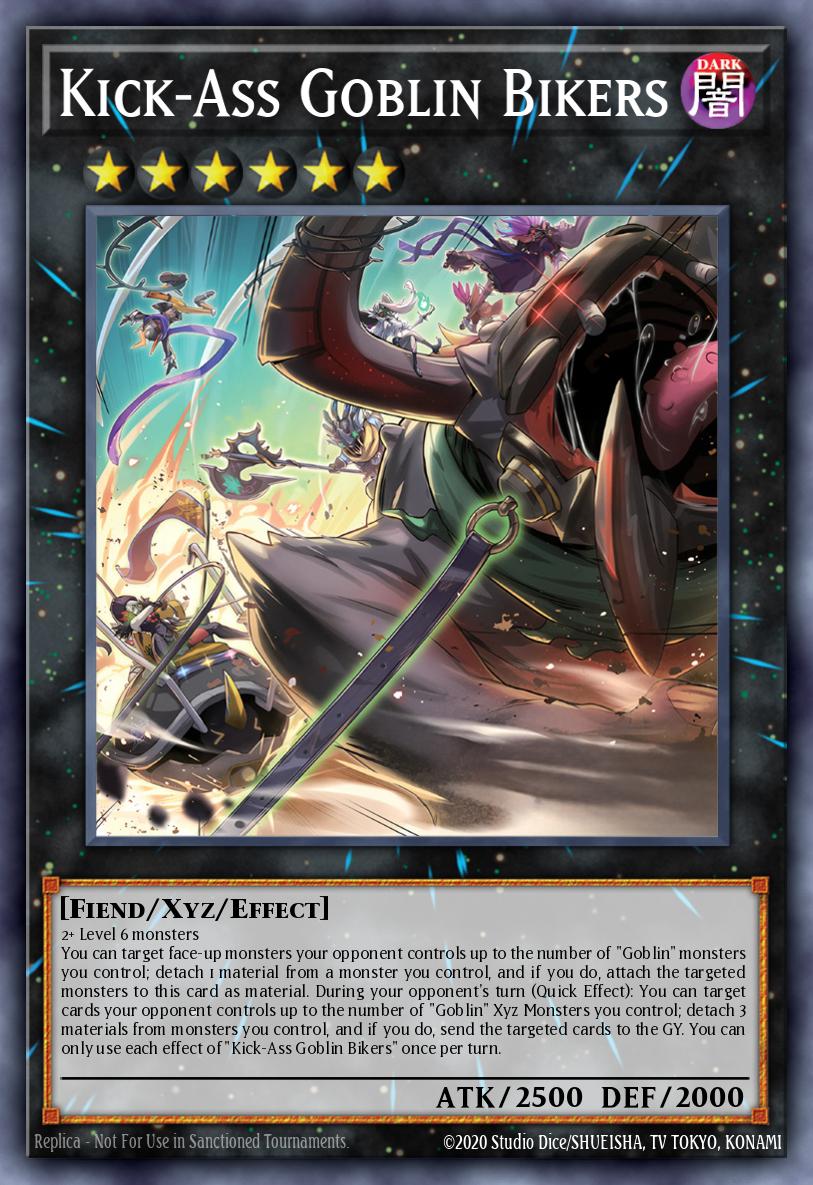 Kick-Ass Goblin Bikers
DARK
闇
[Fiend/Xyz/Effect]
2+ Level 6 monsters
You can target face-up monsters your opponent controls up to the number of "Goblin" monsters
you control; detach 1 material from a monster you control, and if you do, attach the targeted
monsters to this card as material. During your opponent's turn (Quick Effect): You can target
cards your opponent controls up to the number of "Goblin" Xyz Monsters you control; detach 3
materials from monsters you control, and if you do, send the targeted cards to the GY. You can
only use each effect of "Kick-Ass Goblin Bikers" once per turn.
ATK/2500 DEF/2000
Replica - Not For Use in Sanctioned Tournaments.
©2020 Studio Dice/SHUEISHA, TV TOKYO, KONAMI